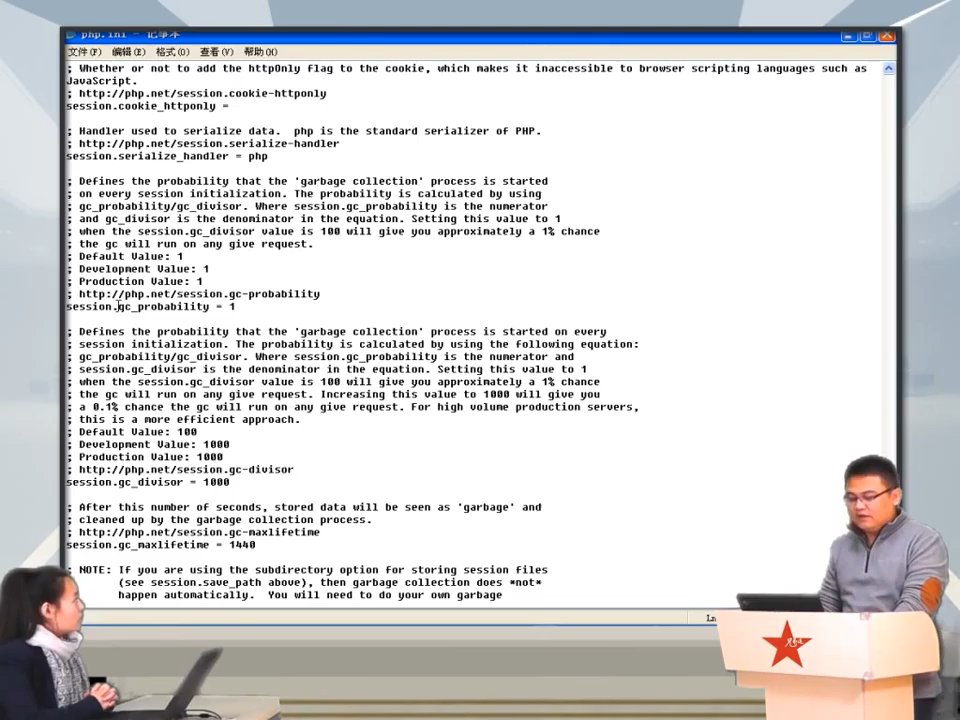 php.ini - 记事本
文件(F) 编辑(E) 格式(O) 查看(V) 帮助(H)
; Whether or not to add the httpOnly flag to the cookie, which makes it inaccessible to browser scripting languages such as
JavaScript.
; http://php.net/session.cookie-httponly
session.cookie_httponly =
; Handler used to serialize data.  php is the standard serializer of PHP.
; http://php.net/session.serialize-handler
session.serialize_handler = php
; Defines the probability that the 'garbage collection' process is started
; on every session initialization. The probability is calculated by using
; gc_probability/gc_divisor. Where session.gc_probability is the numerator
; and gc_divisor is the denominator in the equation. Setting this value to 1
; when the session.gc_divisor value is 100 will give you approximately a 1% chance
; the gc will run on any give request.
; Default Value: 1
; Development Value: 1
; Production Value: 1
; http://php.net/session.gc-probability
session.gc_probability = 1
; Defines the probability that the 'garbage collection' process is started on every
; session initialization. The probability is calculated by using the following equation:
; gc_probability/gc_divisor. Where session.gc_probability is the numerator and
; session.gc_divisor is the denominator in the equation. Setting this value to 1
; when the session.gc_divisor value is 100 will give you approximately a 1% chance
; the gc will run on any give request. Increasing this value to 1000 will give you
; a 0.1% chance the gc will run on any give request. For high volume production servers,
; this is a more efficient approach.
; Default Value: 100
; Development Value: 1000
; Production Value: 1000
; http://php.net/session.gc-divisor
session.gc_divisor = 1000
; After this number of seconds, stored data will be seen as 'garbage' and
; cleaned up by the garbage collection process.
; http://php.net/session.gc-maxlifetime
session.gc_maxlifetime = 1440
; NOTE: If you are using the subdirectory option for storing session files
(see session.save_path above), then garbage collection does *not*
happen automatically.  You will need to do your own garbage
Ln